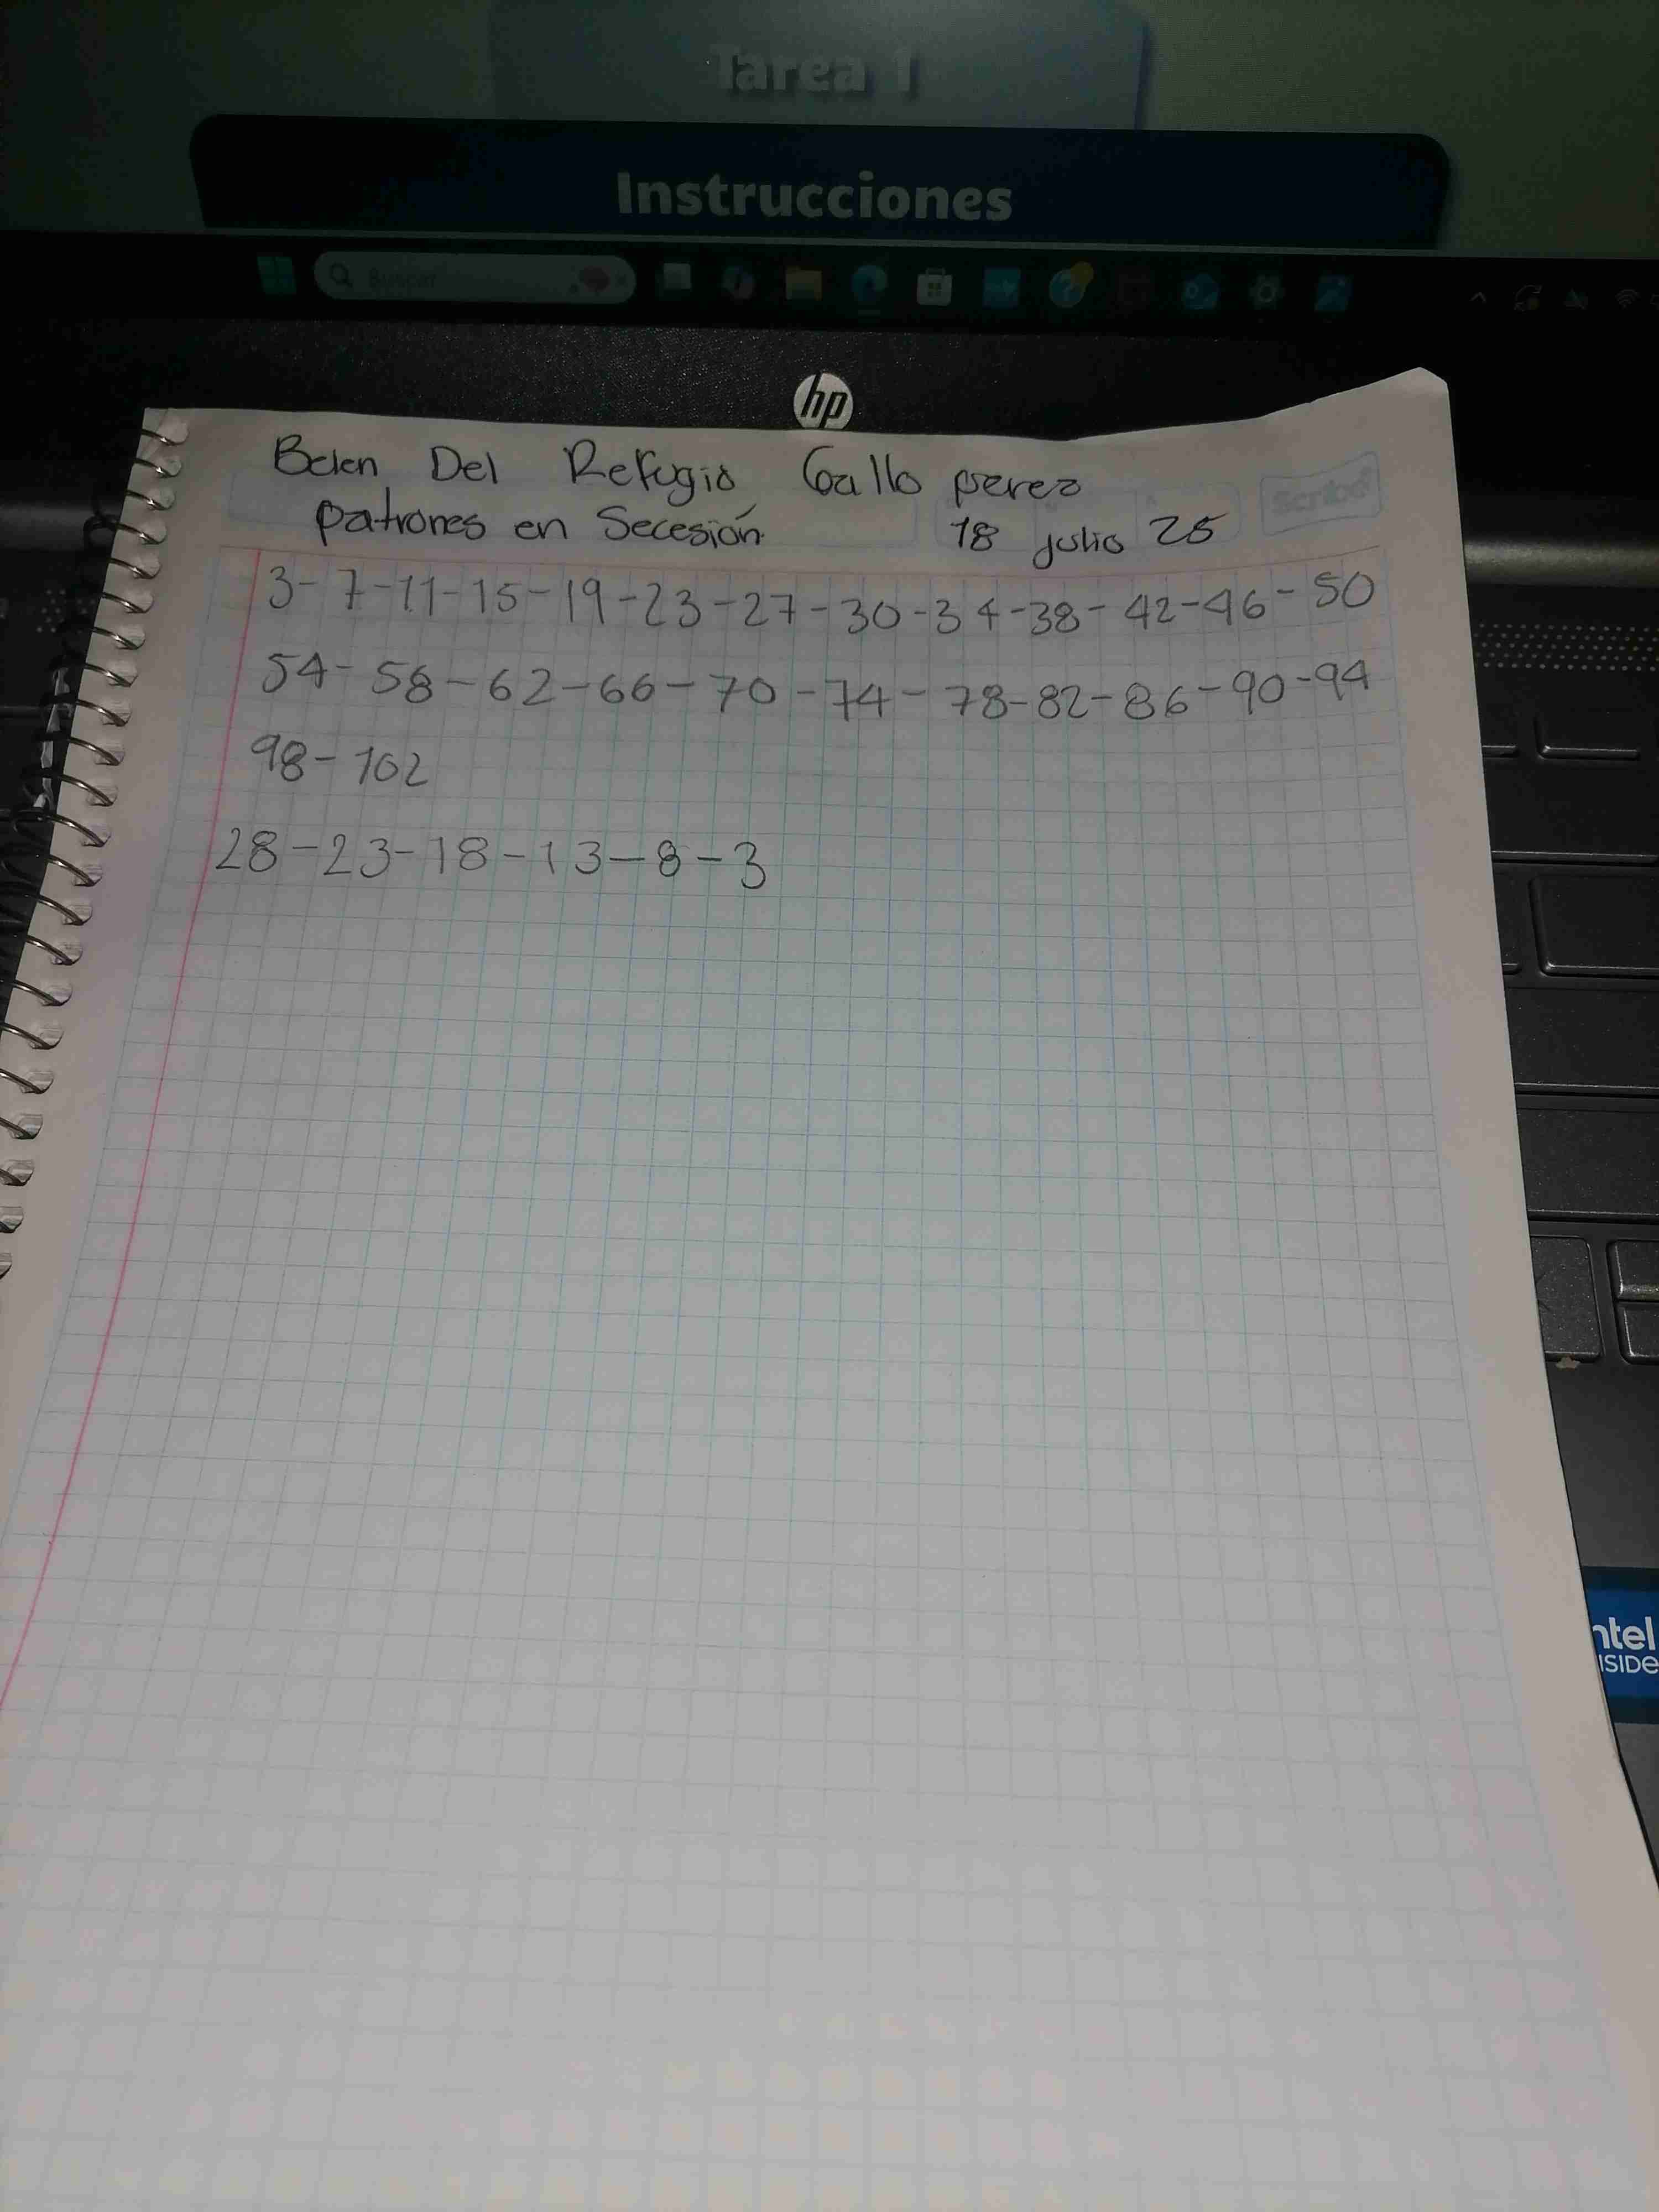 Tarea 1
Instrucciones
Buscar
hp
Belen Del Refugio Gallo perez
patrones en Secesión.
18 julio 25
Scribe
3-7-11-15-19-23-27-30-34-38-42-46-50
54-58-62-66-70-74-78-82-86-90-94
98-102
28-23-18-13-8-3
ntel
NSIDE